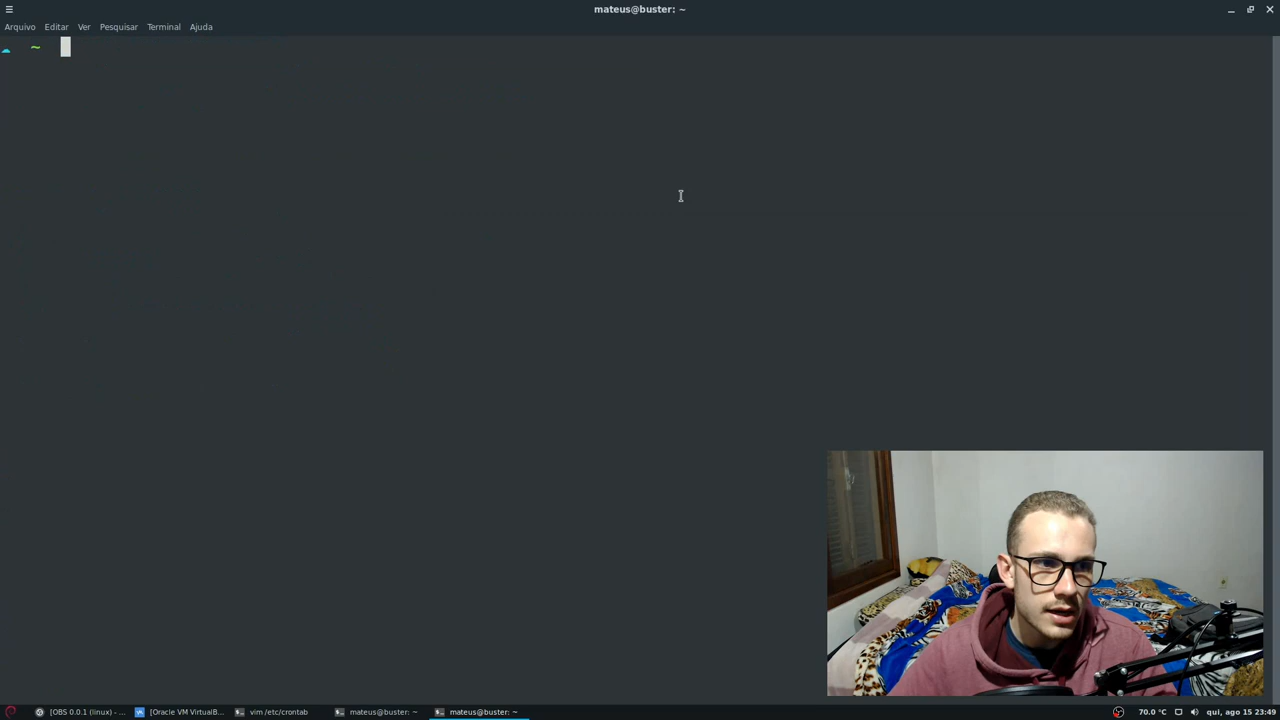 mateus@buster: ~
Arquivo Editar Ver Pesquisar Terminal Ajuda
~
[OBS 0.0.1 (linux) - ... [Oracle VM VirtualB... vim /etc/crontab mateus@buster: ~ mateus@buster: ~ 70.0 °C qui, ago 15 23:49